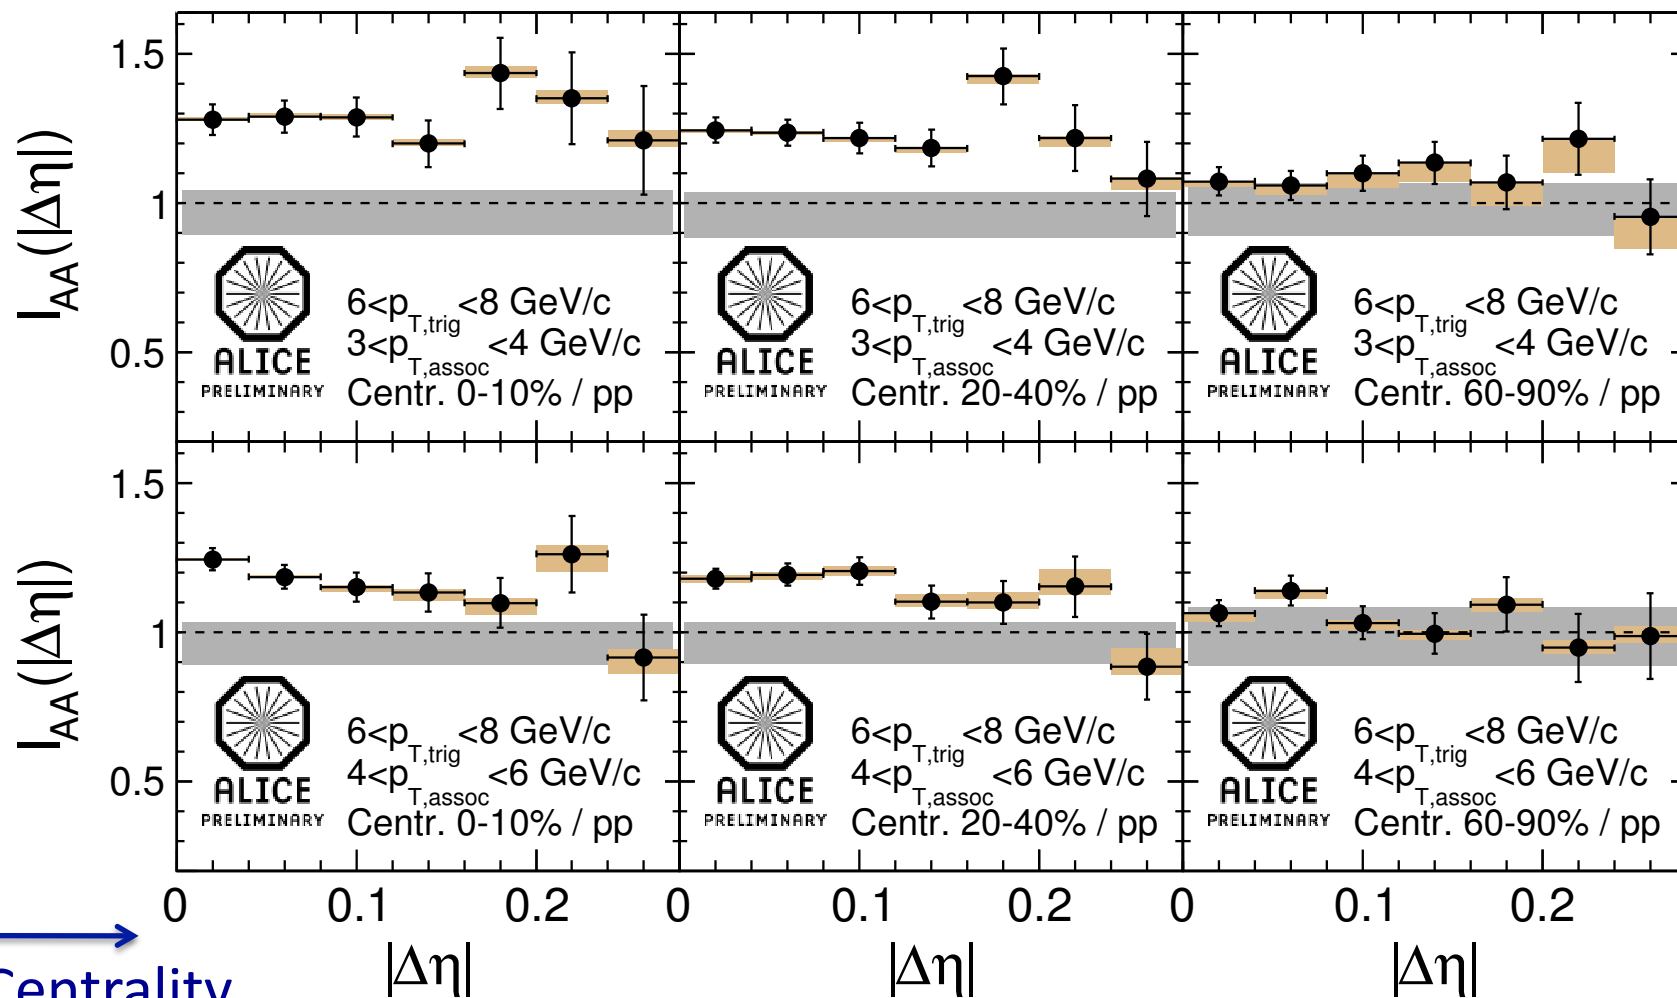 I_AA(|Δη|)
1.5
1
0.5
ALICE
PRELIMINARY
6<p_T,trig<8 GeV/c
3<p_T,assoc<4 GeV/c
Centr. 0-10% / pp
ALICE
PRELIMINARY
6<p_T,trig<8 GeV/c
3<p_T,assoc<4 GeV/c
Centr. 20-40% / pp
ALICE
PRELIMINARY
6<p_T,trig<8 GeV/c
3<p_T,assoc<4 GeV/c
Centr. 60-90% / pp
I_AA(|Δη|)
1.5
1
0.5
ALICE
PRELIMINARY
6<p_T,trig<8 GeV/c
4<p_T,assoc<6 GeV/c
Centr. 0-10% / pp
ALICE
PRELIMINARY
6<p_T,trig<8 GeV/c
4<p_T,assoc<6 GeV/c
Centr. 20-40% / pp
ALICE
PRELIMINARY
6<p_T,trig<8 GeV/c
4<p_T,assoc<6 GeV/c
Centr. 60-90% / pp
0 0.1 0.2 0 0.1 0.2 0 0.1 0.2
|Δη| |Δη| |Δη|
Centrality